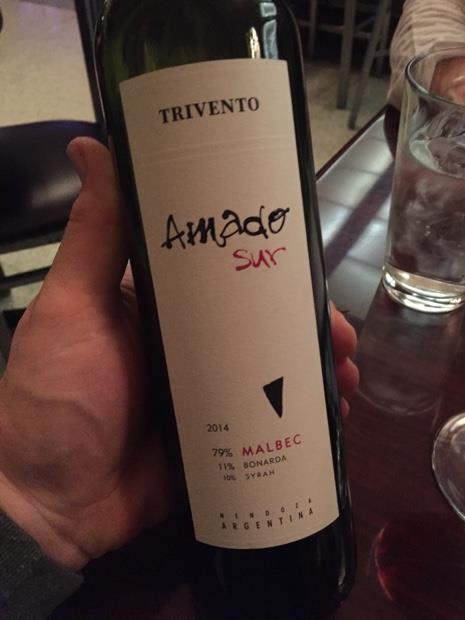 TRIVENTO
Amado
sur
2014
79% MALBEC
11% BONARDA
10% SYRAH
MENDOZA
ARGENTINA